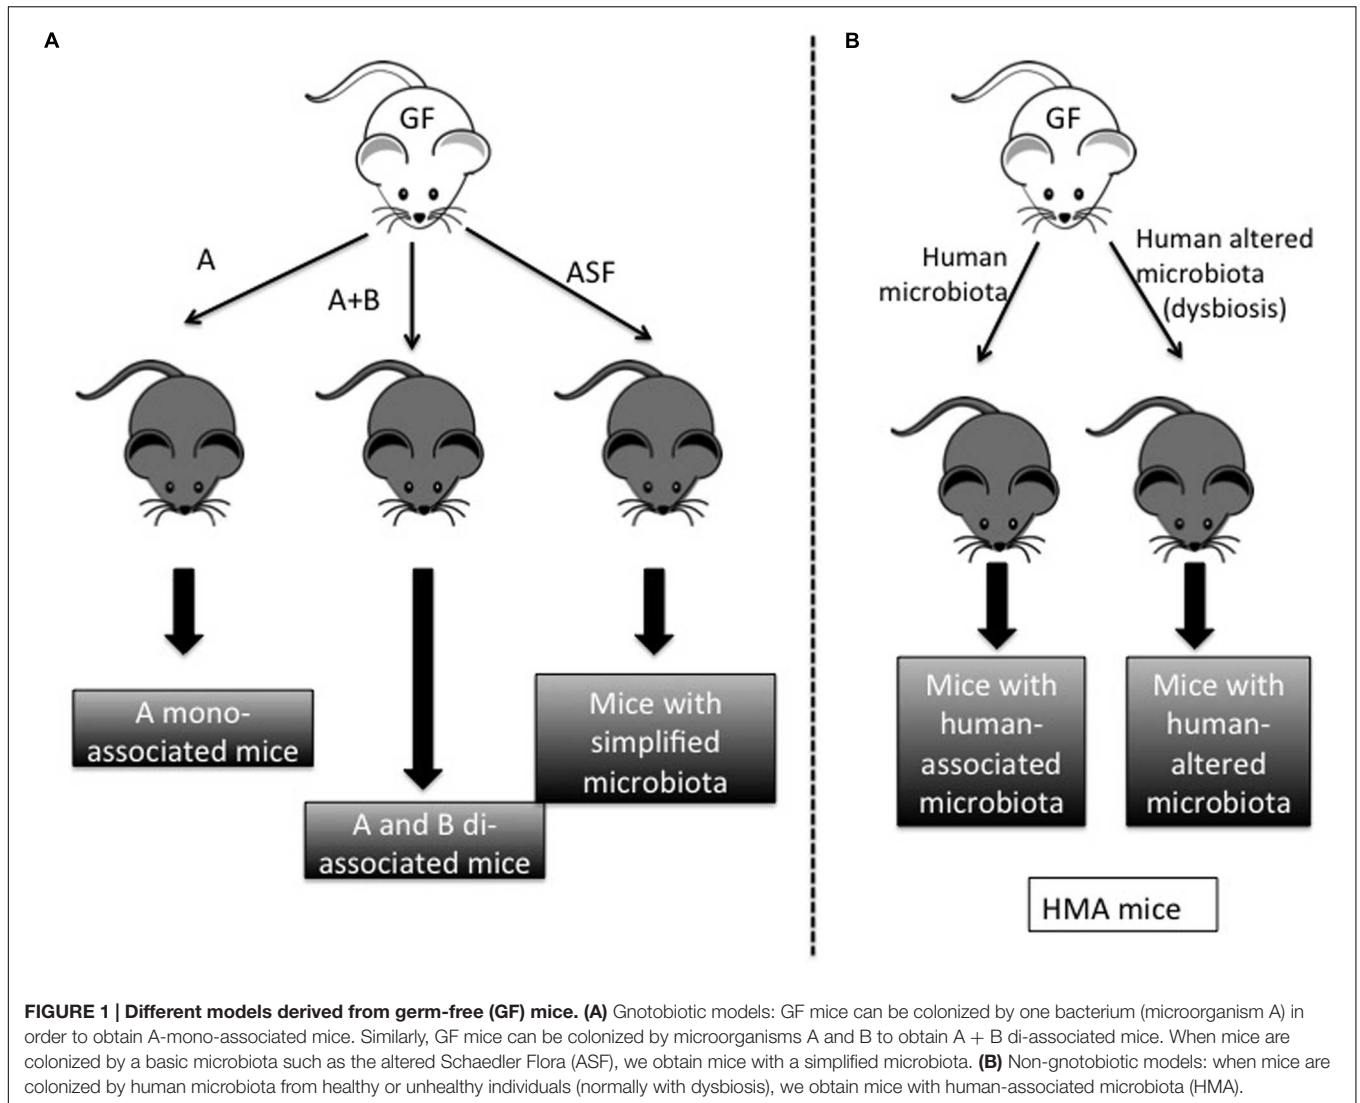 A
GF
A
A+B
ASF
A mono-
associated mice
A and B di-
associated mice
Mice with
simplified
microbiota
B
GF
Human
microbiota
Human altered
microbiota
(dysbiosis)
Mice with
human-
associated
microbiota
Mice with
human-
altered
microbiota
HMA mice
FIGURE 1 | Different models derived from germ-free (GF) mice. (A) Gnotobiotic models: GF mice can be colonized by one bacterium (microorganism A) in
order to obtain A-mono-associated mice. Similarly, GF mice can be colonized by microorganisms A and B to obtain A + B di-associated mice. When mice are
colonized by a basic microbiota such as the altered Schaedler Flora (ASF), we obtain mice with a simplified microbiota. (B) Non-gnotobiotic models: when mice are
colonized by human microbiota from healthy or unhealthy individuals (normally with dysbiosis), we obtain mice with human-associated microbiota (HMA).